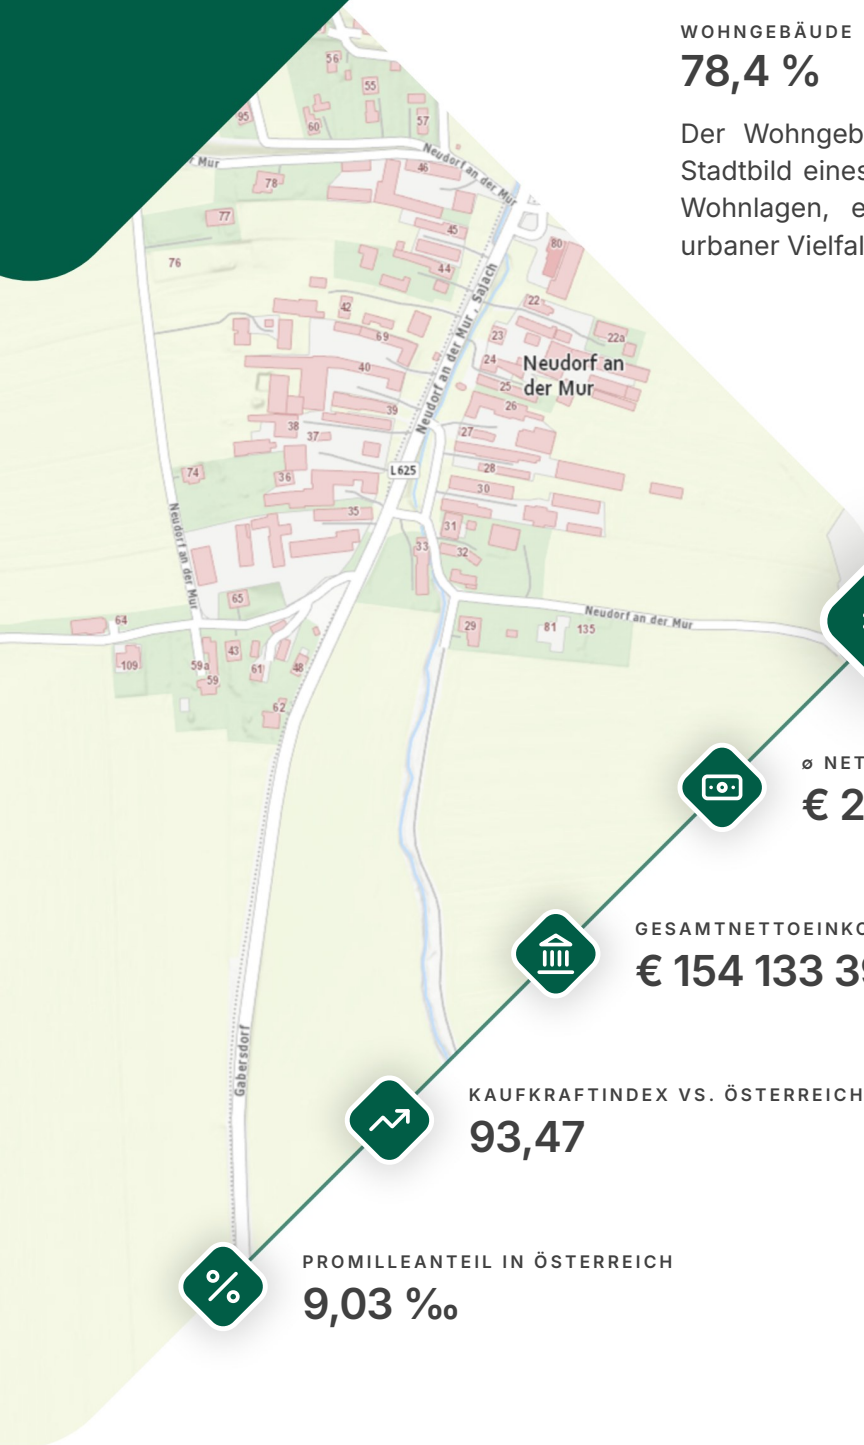 WOHNGEBÄUDE
78,4 %
Der Wohngeb
Stadtbild eines
Wohnlagen, e
urbaner Vielfal
56
55
95
60
57
Mur
Neudorf an der Mur
46
78
77
45
76
80
44
Neudorf an der Mur, Sajach
22
42
23
22a
69
24
Neudorf an
der Mur
40
25
39
26
38
37
27
L625
74
36
28
30
35
31
Neudorf an der Mur
33
32
65
Neudorf an der Mur
64
29
81
135
43
109
59a
61
48
59
62
ø NET
€ 2
GESAMTNETTOEINKO
€ 154 133 39
Gabersdorf
KAUFKRAFTINDEX VS. ÖSTERREICH
93,47
PROMILLEANTEIL IN ÖSTERREICH
9,03 ‰